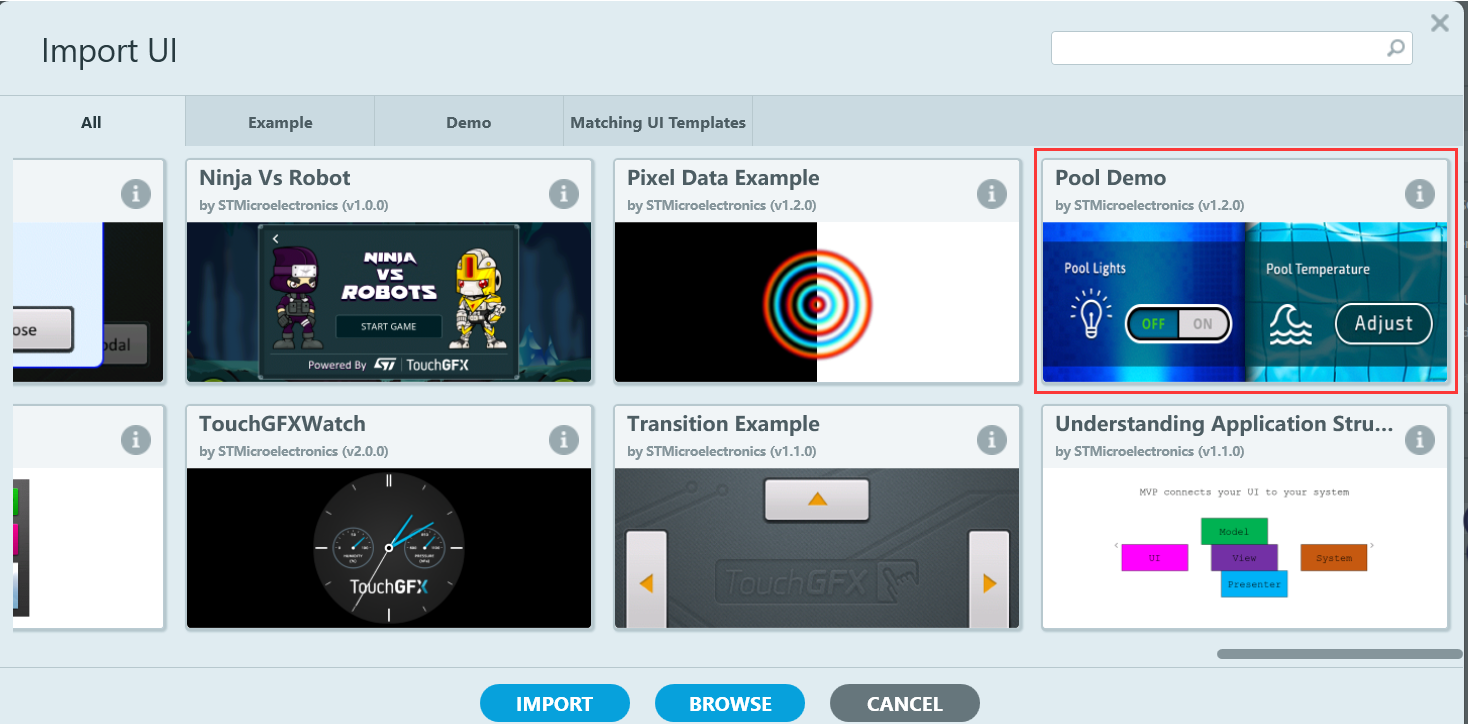 Import UI
All
Example
Demo
Matching UI Templates
ose
odal
Ninja Vs Robot
by STMicroelectronics (v1.0.0)
NINJA
VS
ROBOTS
START GAME
Powered By ST TouchGFX
Pixel Data Example
by STMicroelectronics (v1.2.0)
Pool Demo
by STMicroelectronics (v1.2.0)
Pool Lights
OFF ON
Pool Temperature
Adjust
TouchGFXWatch
by STMicroelectronics (v2.0.0)
HUMIDITY
PRESSURE
TouchGFX
Transition Example
by STMicroelectronics (v1.1.0)
TouchGFX
Understanding Application Stru...
by STMicroelectronics (v1.1.0)
MVP connects your UI to your system
Model
UI
View
System
Presenter
IMPORT
BROWSE
CANCEL